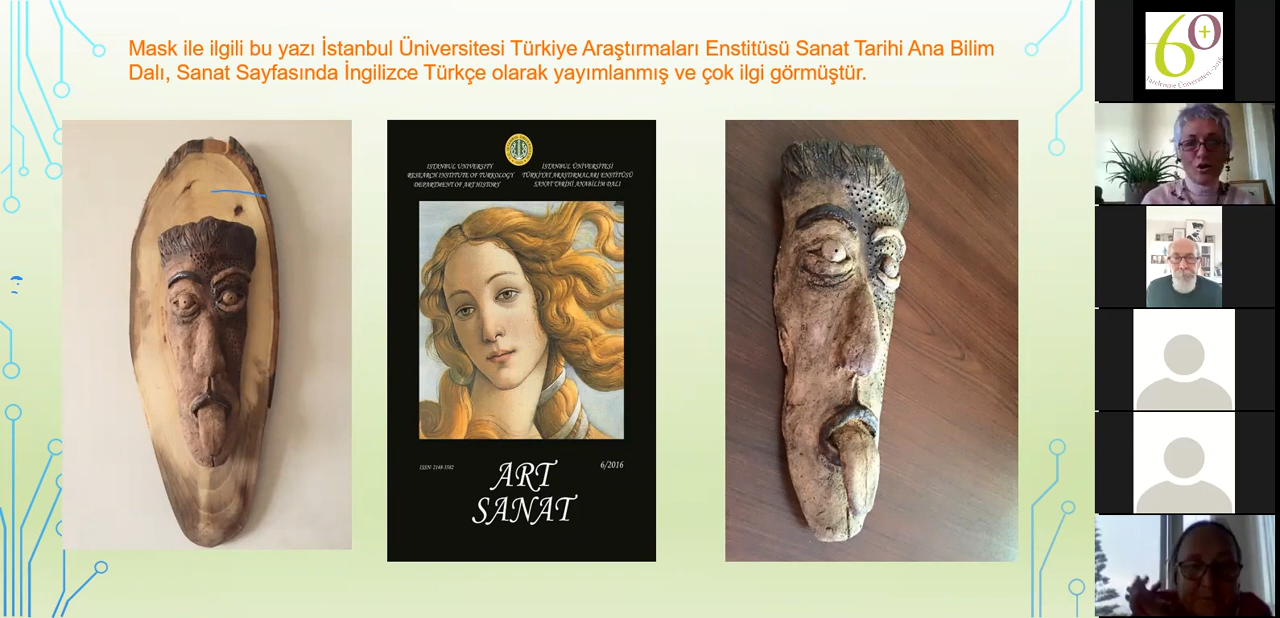 Mask ile ilgili bu yazı İstanbul Üniversitesi Türkiye Araştırmaları Enstitüsü Sanat Tarihi Ana Bilim
Dalı, Sanat Sayfasında İngilizce Türkçe olarak yayımlanmış ve çok ilgi görmüştür.
ISTANBUL UNIVERSITY
RESEARCH INSTITUTE OF TURKOLOGY
DEPARTMENT OF ART HISTORY
İSTANBUL ÜNİVERSİTESİ
TÜRKİYAT ARAŞTIRMALARI ENSTİTÜSÜ
SANAT TARİHİ ANABİLİM DALI
ISSN: 2148-3582
6/2016
ART
SANAT
60+